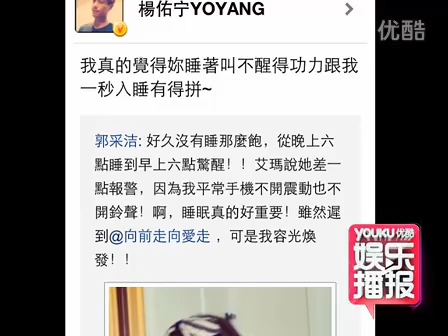 楊佑宁YOYANG
优酷
我真的覺得妳睡著叫不醒得功力跟我
一秒入睡有得拼~
郭采洁: 好久沒有睡那麼飽，從晚上六
點睡到早上六點驚醒！！艾瑪說她差一
點報警，因為我平常手機不開震動也不
開鈴聲！啊，睡眠真的好重要！雖然遲
到@向前走向愛走 ，可是我容光煥
發！！
YOUKU优酷
娱乐
播报